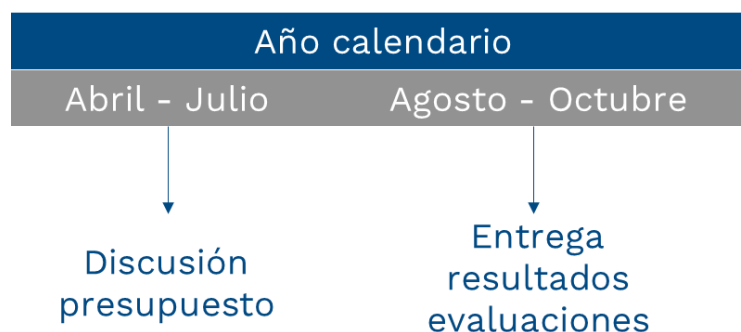 Año calendario
Abril - Julio
Agosto - Octubre
Discusión
presupuesto
Entrega
resultados
evaluaciones